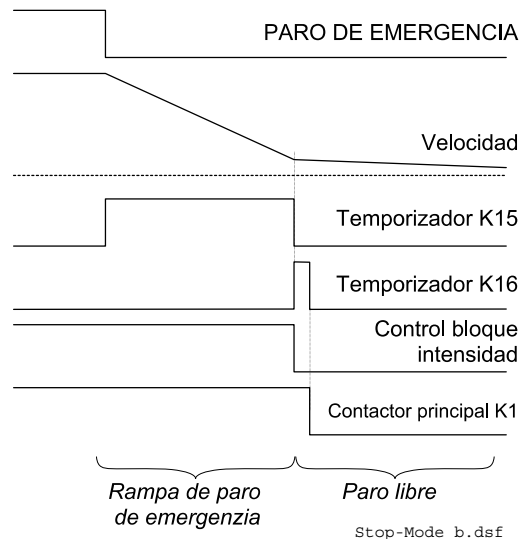 PARO DE EMERGENCIA
Velocidad
Temporizador K15
Temporizador K16
Control bloque
intensidad
Contactor principal K1
Rampa de paro
de emergenzia
Paro libre
Stop-Mode b.dsf